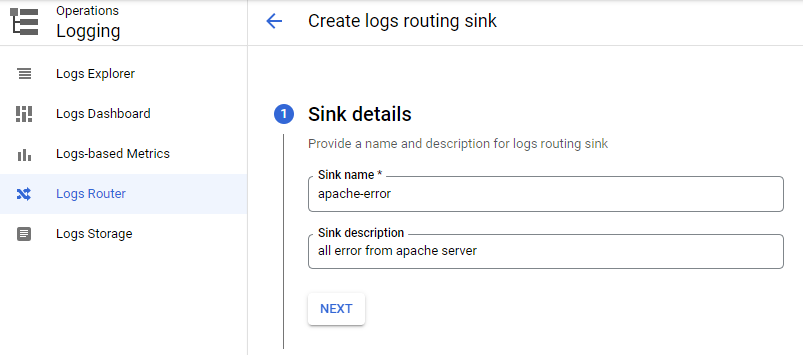 Operations
Logging
Logs Explorer
Logs Dashboard
Logs-based Metrics
Logs Router
Logs Storage
Create logs routing sink
1 Sink details
Provide a name and description for logs routing sink
Sink name *
apache-error
Sink description
all error from apache server
NEXT